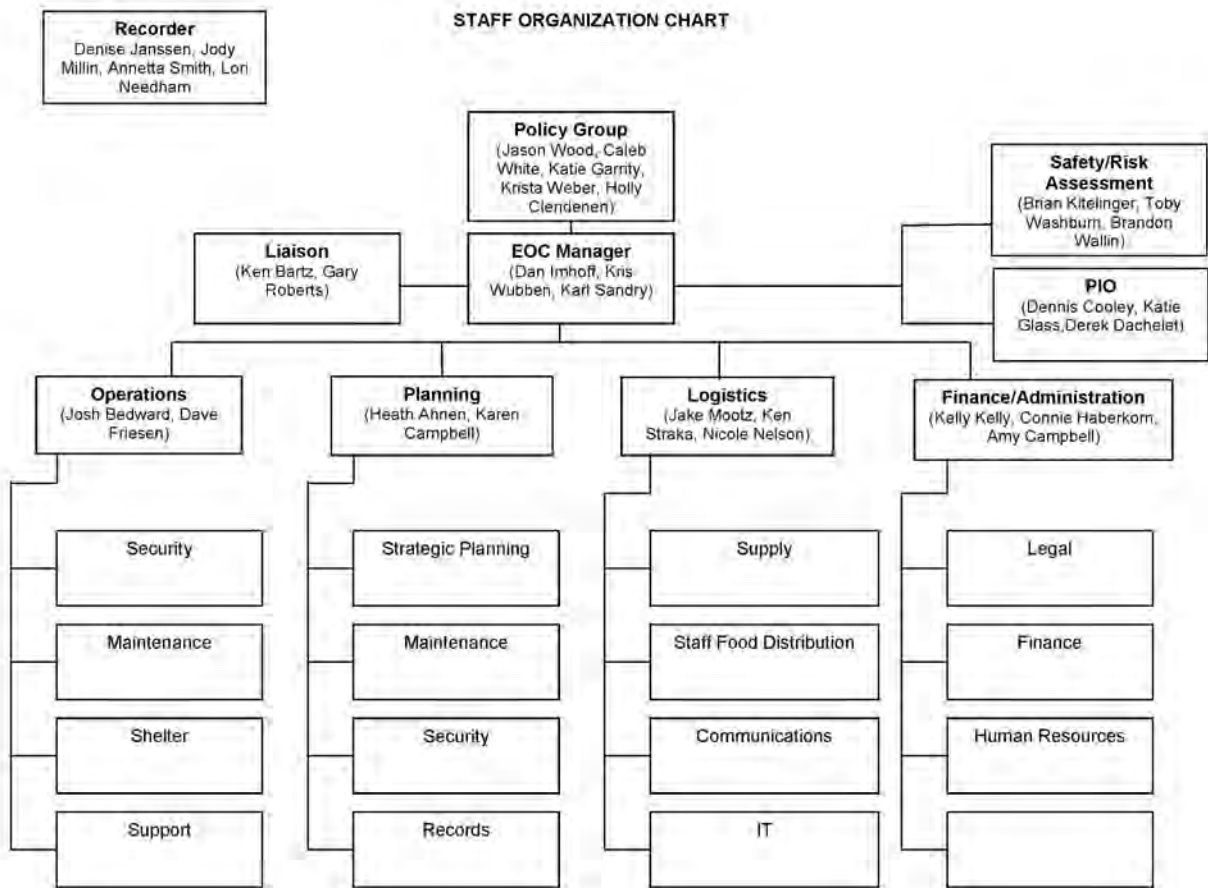 STAFF ORGANIZATION CHART
Recorder
Denise Janssen, Jody
Millin, Annetta Smith, Lori
Needham
Policy Group
(Jason Wood, Caleb
White, Katie Garrity,
Krista Weber, Holly
Clendenen)
Safety/Risk
Assessment
(Brian Kitelinger, Toby
Washburn, Brandon
Wallin)
Liaison
(Ken Bartz, Gary
Roberts)
EOC Manager
(Dan Imhoff, Kris
Wubben, Karl Sandry)
PIO
(Dennis Cooley, Katie
Glass,Derek Dachelet)
Operations
(Josh Bedward, Dave
Friesen)
Planning
(Heath Ahnen, Karen
Campbell)
Logistics
(Jake Mootz, Ken
Straka, Nicole Nelson)
Finance/Administration
(Kelly Kelly, Connie Haberkorn,
Amy Campbell)
Security
Strategic Planning
Supply
Legal
Maintenance
Maintenance
Staff Food Distribution
Finance
Shelter
Security
Communications
Human Resources
Support
Records
IT